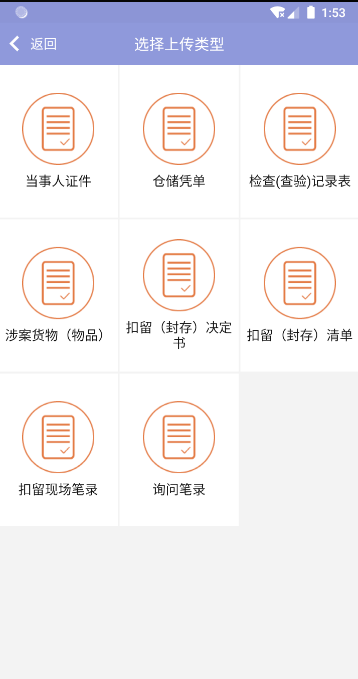 1:53
返回
选择上传类型
当事人证件
仓储凭单
检查(查验)记录表
涉案货物（物品）
扣留（封存）决定
书
扣留（封存）清单
扣留现场笔录
询问笔录